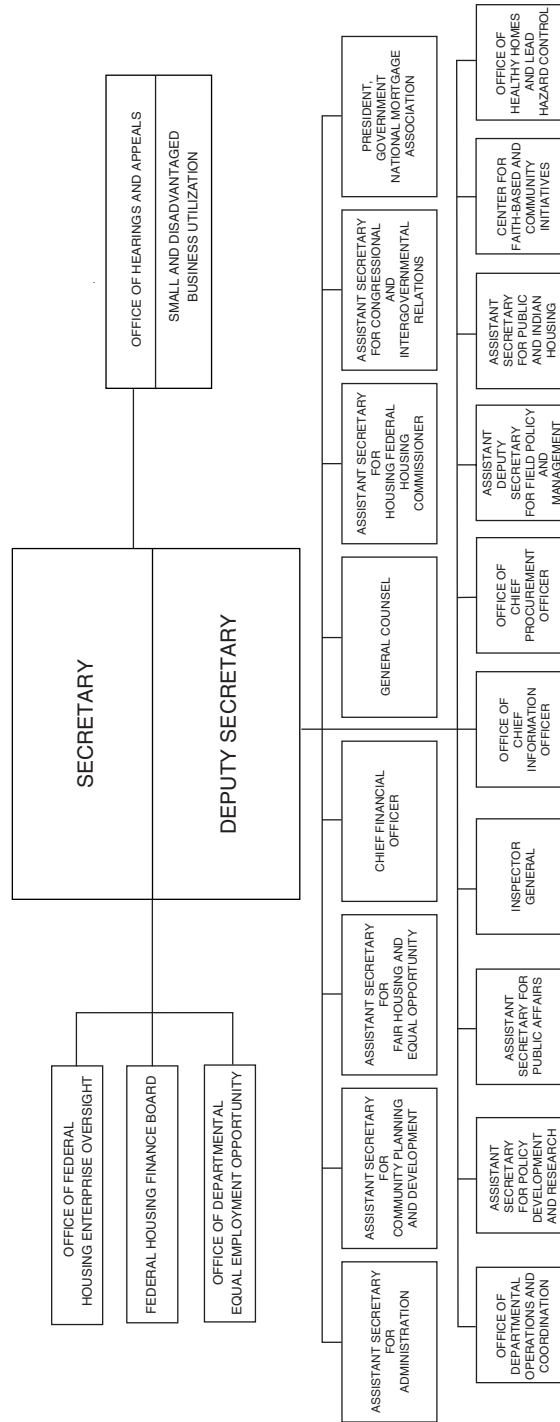 SECRETARY
DEPUTY SECRETARY
OFFICE OF FEDERAL
HOUSING ENTERPRISE OVERSIGHT
FEDERAL HOUSING FINANCE BOARD
OFFICE OF DEPARTMENTAL
EQUAL EMPLOYMENT OPPORTUNITY
OFFICE OF HEARINGS AND APPEALS
SMALL AND DISADVANTAGED
BUSINESS UTILIZATION
ASSISTANT SECRETARY
FOR
ADMINISTRATION
ASSISTANT SECRETARY
FOR
COMMUNITY PLANNING
AND DEVELOPMENT
ASSISTANT SECRETARY
FOR
FAIR HOUSING AND
EQUAL OPPORTUNITY
CHIEF FINANCIAL
OFFICER
GENERAL COUNSEL
ASSISTANT SECRETARY
FOR
HOUSING FEDERAL
HOUSING
COMMISSIONER
ASSISTANT SECRETARY
FOR CONGRESSIONAL
AND
INTERGOVERNMENTAL
RELATIONS
PRESIDENT,
GOVERNMENT
NATIONAL MORTGAGE
ASSOCIATION
OFFICE OF
DEPARTMENTAL
OPERATIONS AND
COORDINATION
ASSISTANT
SECRETARY
FOR POLICY
DEVELOPMENT
AND RESEARCH
ASSISTANT
SECRETARY FOR
PUBLIC AFFAIRS
INSPECTOR
GENERAL
OFFICE OF
CHIEF
INFORMATION
OFFICER
OFFICE OF
CHIEF
PROCUREMENT
OFFICER
ASSISTANT
DEPUTY
SECRETARY
FOR FIELD POLICY
AND
MANAGEMENT
ASSISTANT
SECRETARY
FOR PUBLIC
AND INDIAN
HOUSING
CENTER FOR
FAITH-BASED AND
COMMUNITY
INITIATIVES
OFFICE OF
HEALTHY HOMES
AND LEAD
HAZARD CONTROL